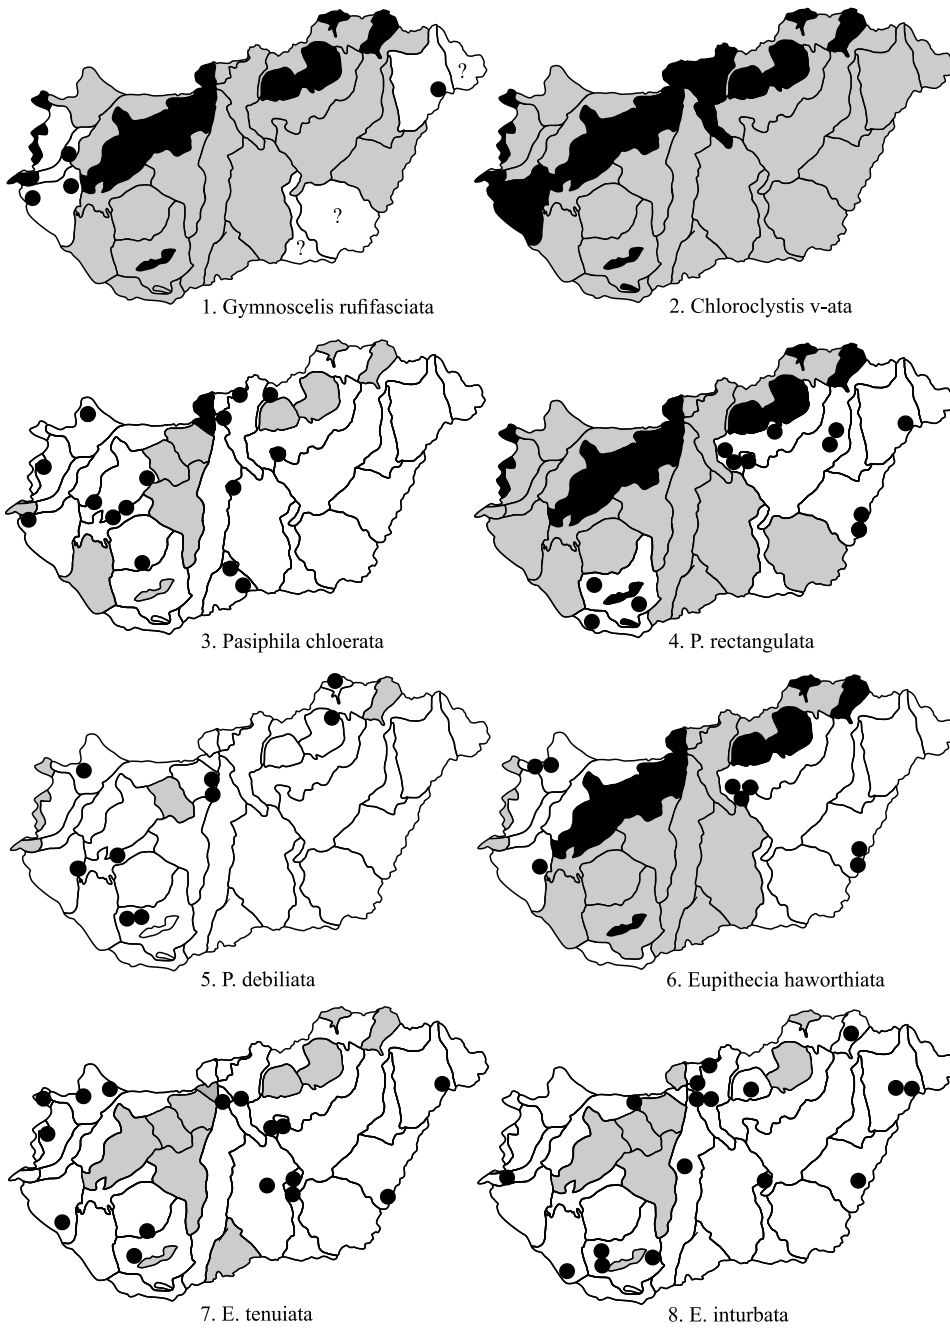 ?
?
?
1. Gymnoscelis rufifasciata
2. Chloroclystis v-ata
3. Pasiphila chloerata
4. P. rectangulata
5. P. debiliata
6. Eupithecia haworthiata
7. E. tenuiata
8. E. inturbata